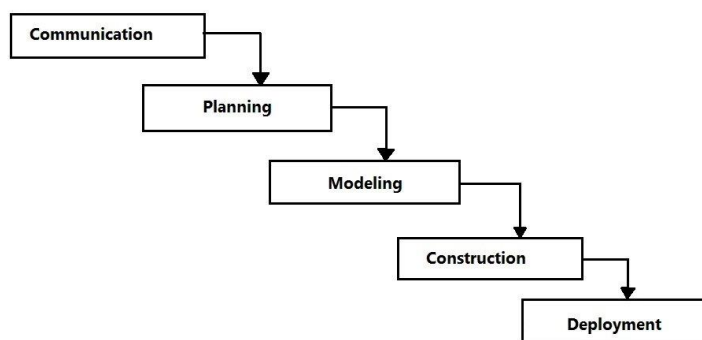 Communication
Planning
Modeling
Construction
Deployment